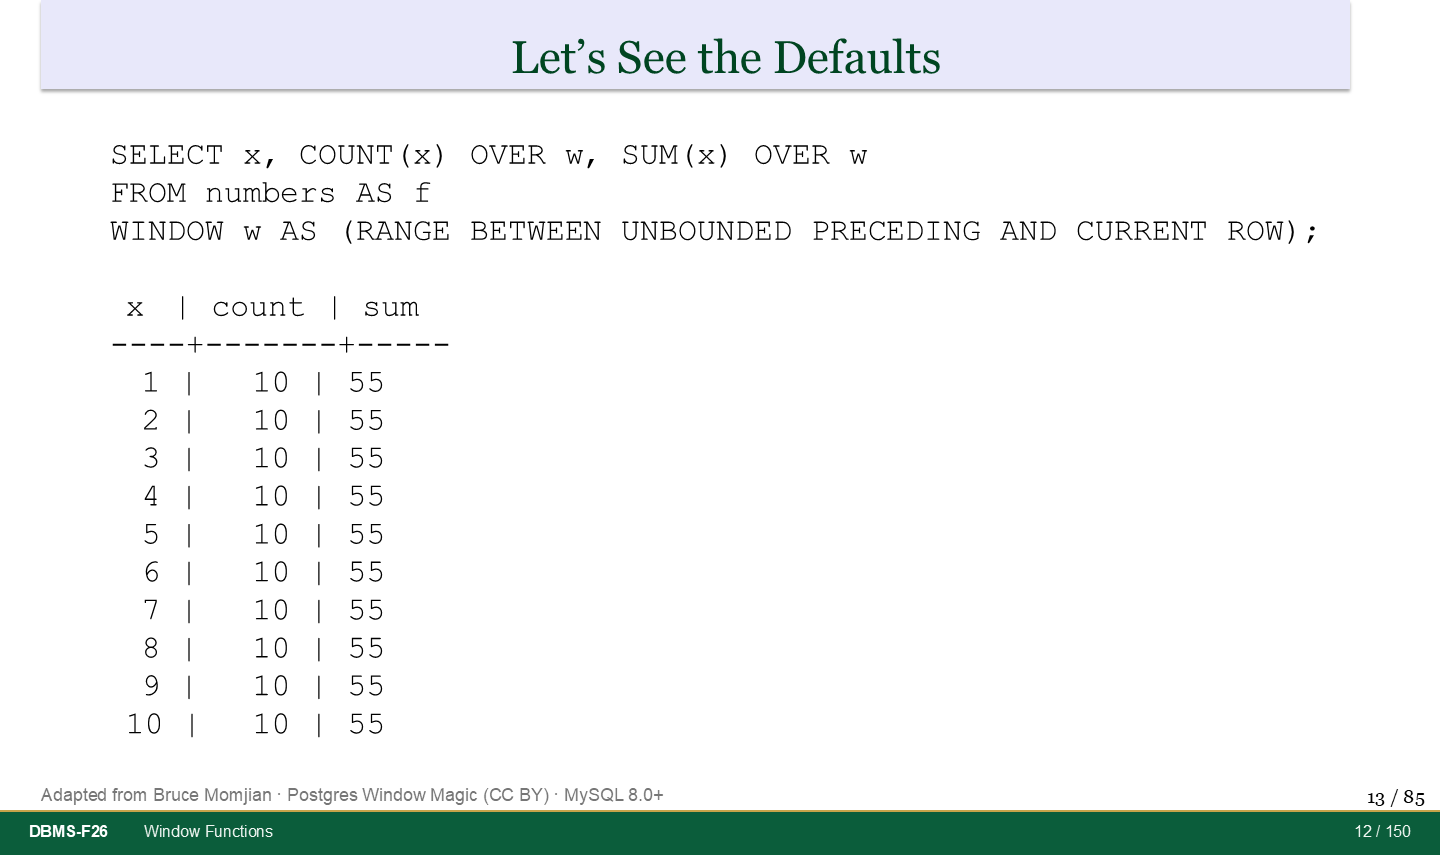 Let's See the Defaults
SELECT x, COUNT(x) OVER w, SUM(x) OVER w
FROM numbers AS f
WINDOW w AS (RANGE BETWEEN UNBOUNDED PRECEDING AND CURRENT ROW);
x | count | sum
----+-------+-----
1 | 10 | 55
2 | 10 | 55
3 | 10 | 55
4 | 10 | 55
5 | 10 | 55
6 | 10 | 55
7 | 10 | 55
8 | 10 | 55
9 | 10 | 55
10 | 10 | 55
Adapted from Bruce Momjian · Postgres Window Magic (CC BY) · MySQL 8.0+
13 / 85
DBMS-F26 Window Functions 12 / 150